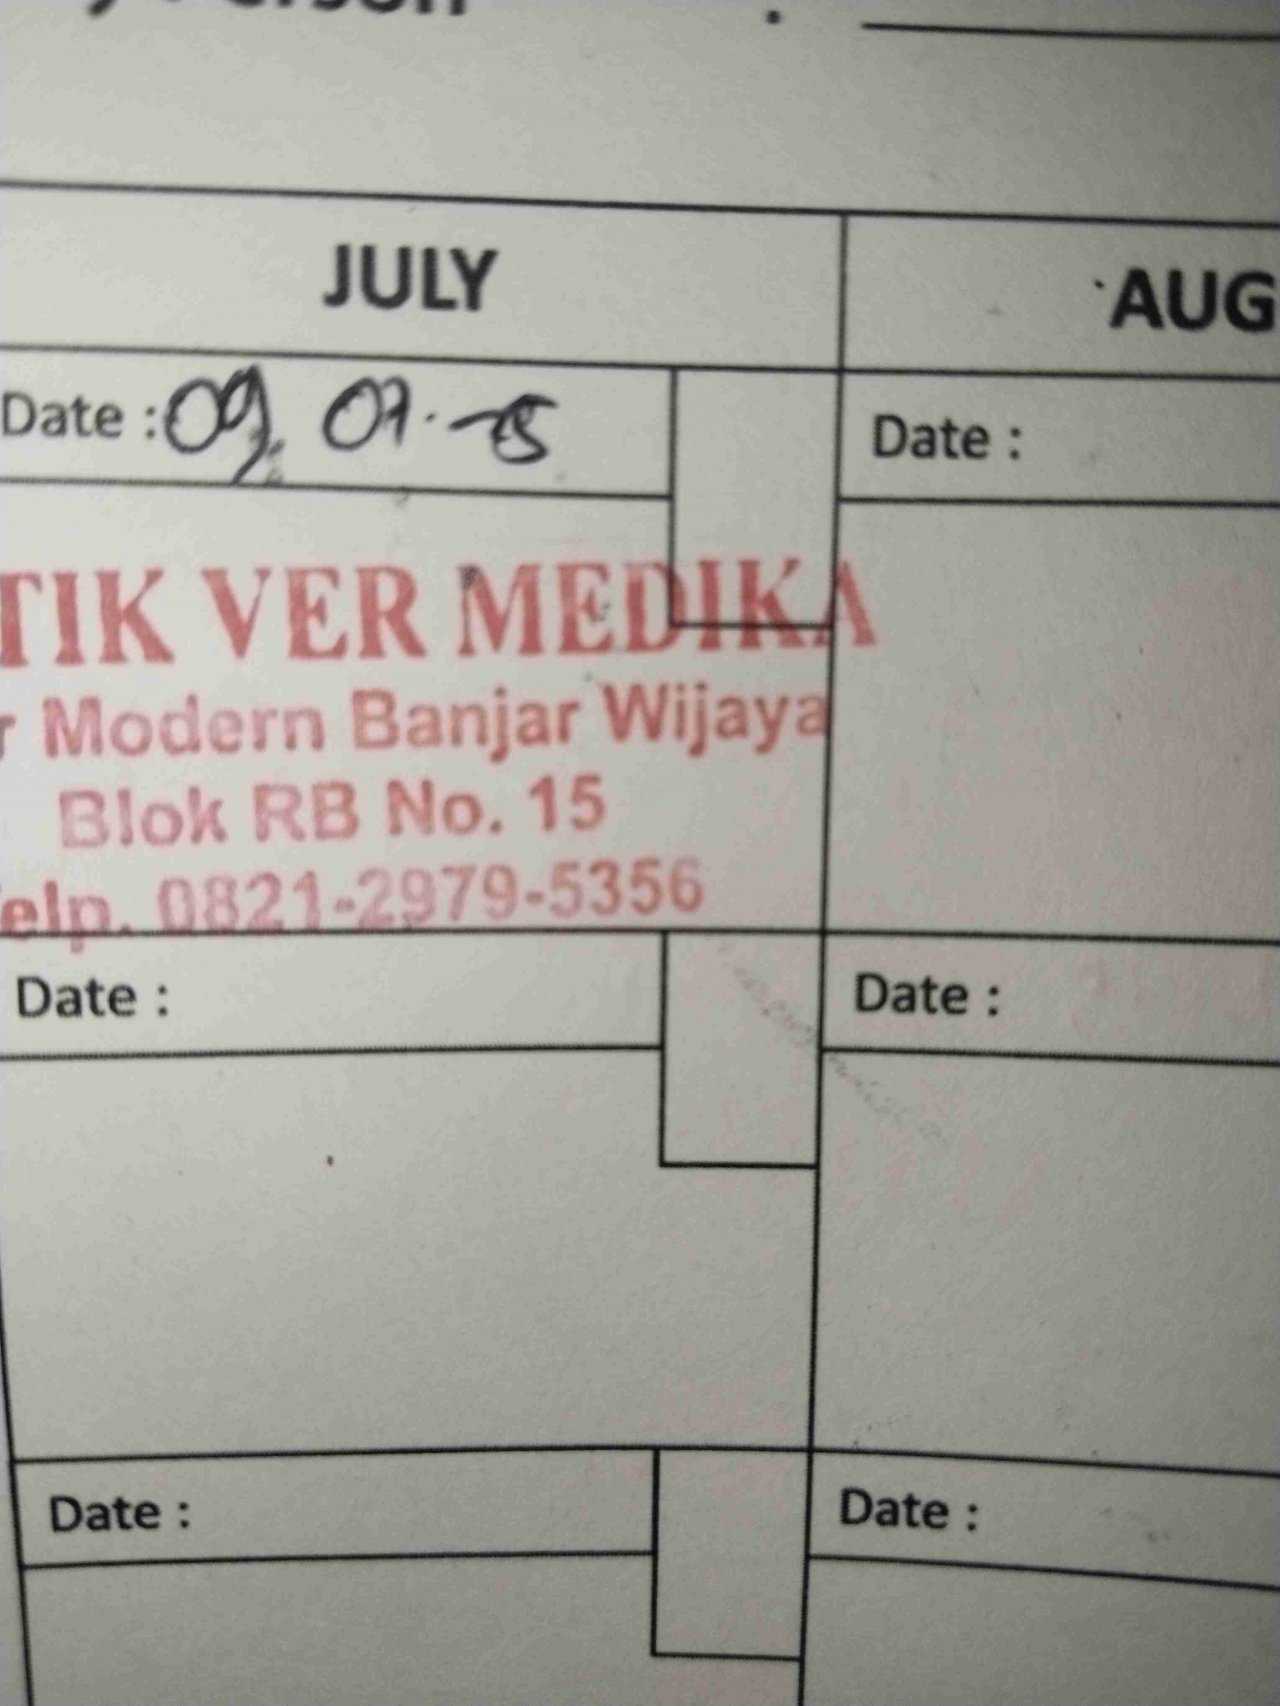 Person :
JULY
AUG
Date : 09. 07.
Date :
TIK VER MEDIKA
r Modern Banjar Wijaya
Blok RB No. 15
elp. 0821-2979-5356
Date :
Date :
Date :
Date :